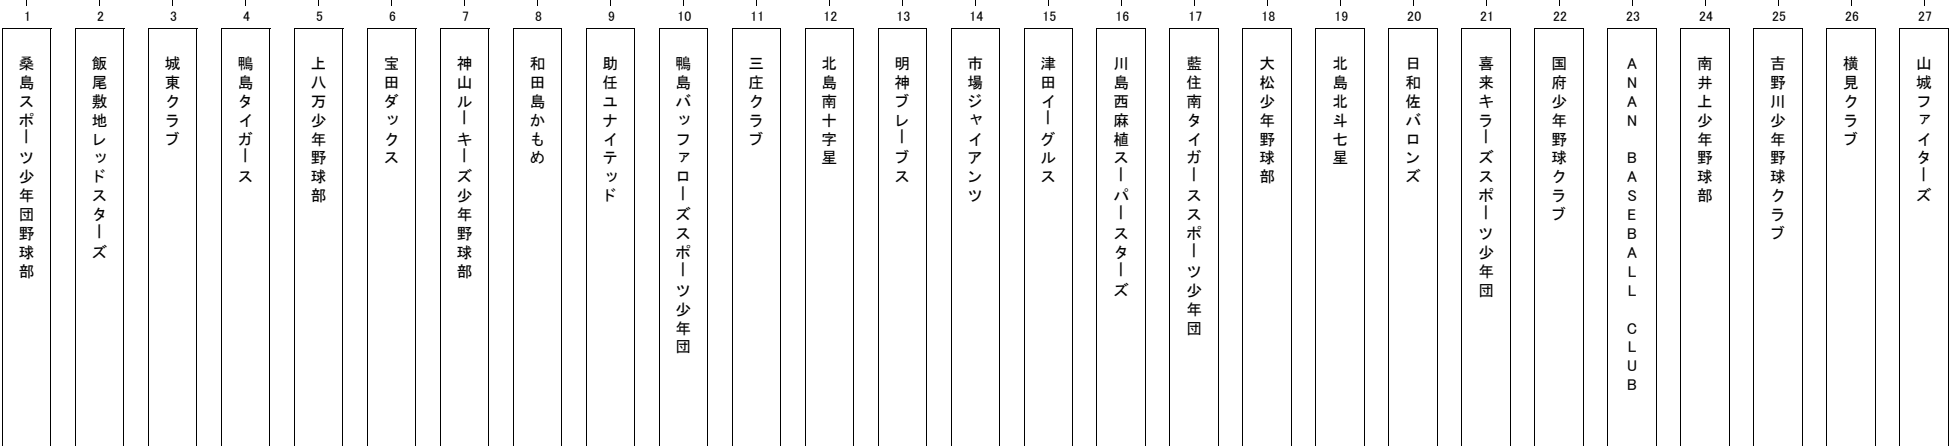 1
桑島スポーツ少年団野球部
2
飯尾敷地レッドスターズ
3
城東クラブ
4
鴨島タイガース
5
上八万少年野球部
6
宝田ダックス
7
神山ルーキーズ少年野球部
8
和田島かもめ
9
助任ユナイテッド
10
鴨島バッファローズスポーツ少年団
11
三庄クラブ
12
北島南十字星
13
明神ブレーブス
14
市場ジャイアンツ
15
津田イーグルス
16
川島西麻植スーパースターズ
17
藍住南タイガーススポーツ少年団
18
大松少年野球部
19
北島北斗七星
20
日和佐バロンズ
21
喜来キラーズスポーツ少年団
22
国府少年野球クラブ
23
ANAN BASEBALL CLUB
24
南井上少年野球部
25
吉野川少年野球クラブ
26
横見クラブ
27
山城ファイターズ